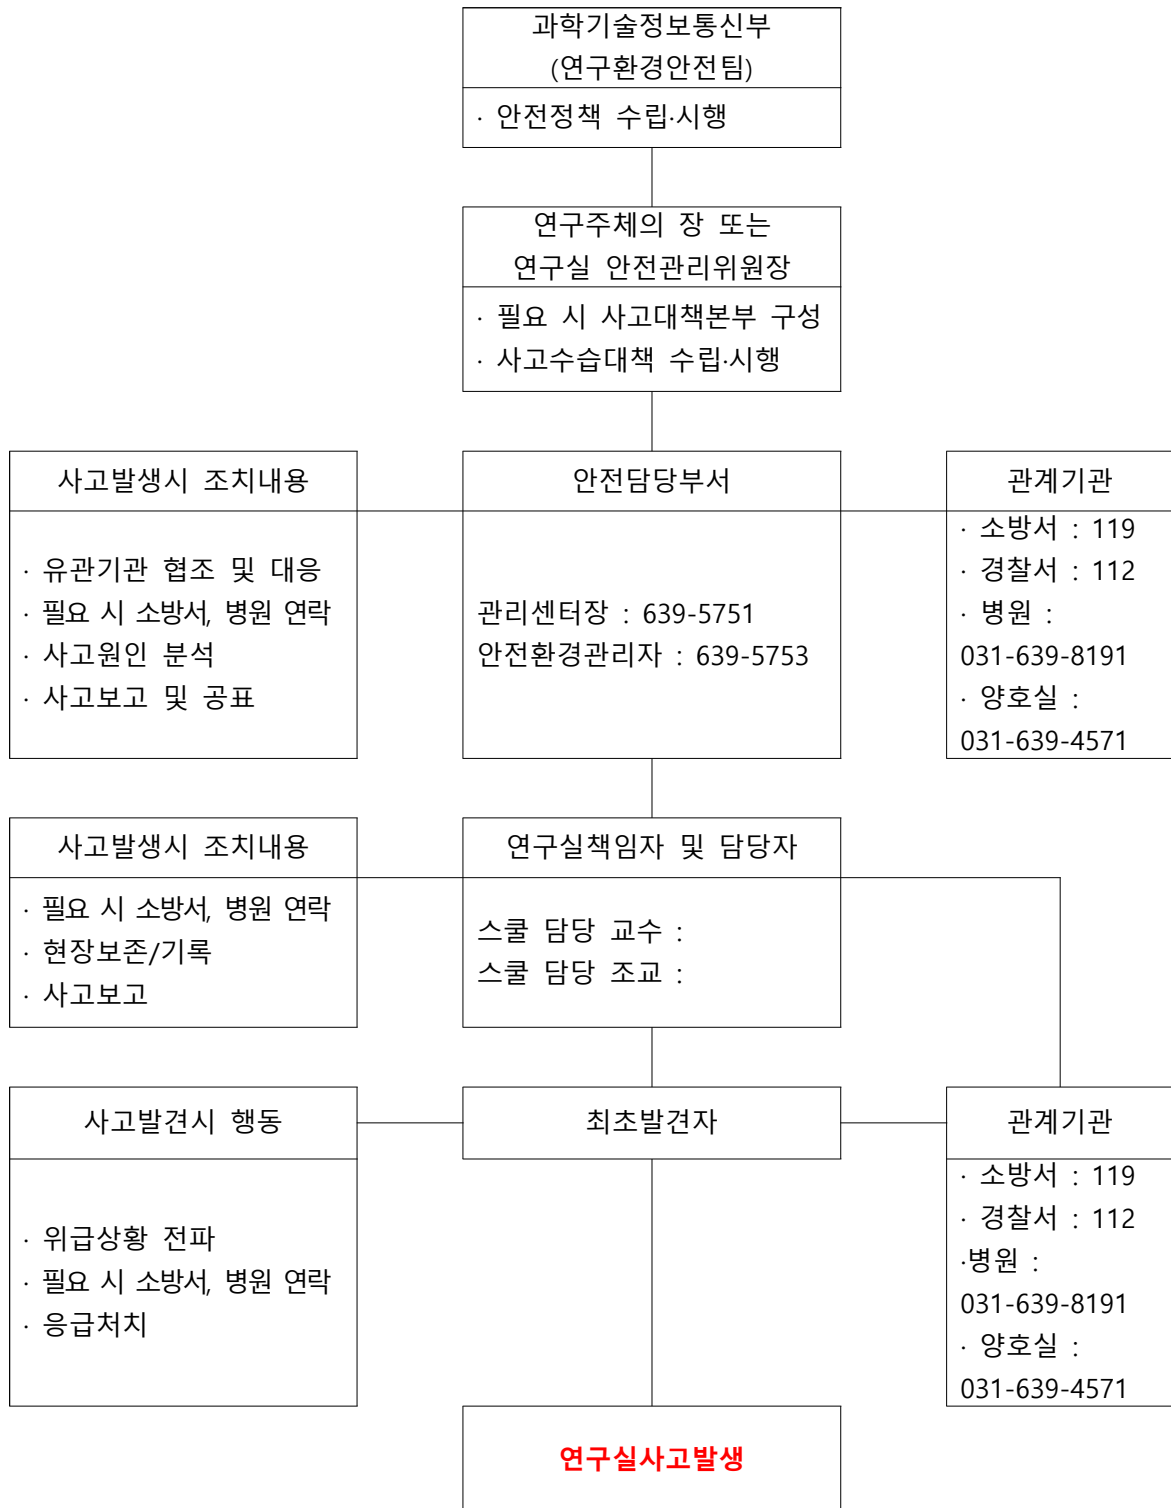 과학기술정보통신부
(연구환경안전팀)
· 안전정책 수립·시행
연구주체의 장 또는
연구실 안전관리위원장
· 필요 시 사고대책본부 구성
· 사고수습대책 수립·시행
사고발생시 조치내용
· 유관기관 협조 및 대응
· 필요 시 소방서, 병원 연락
· 사고원인 분석
· 사고보고 및 공표
안전담당부서
관리센터장 : 639-5751
안전환경관리자 : 639-5753
관계기관
· 소방서 : 119
· 경찰서 : 112
· 병원 :
031-639-8191
· 양호실 :
031-639-4571
사고발생시 조치내용
· 필요 시 소방서, 병원 연락
· 현장보존/기록
· 사고보고
연구실책임자 및 담당자
스쿨 담당 교수 :
스쿨 담당 조교 :
사고발견시 행동
· 위급상황 전파
· 필요 시 소방서, 병원 연락
· 응급처치
최초발견자
관계기관
· 소방서 : 119
· 경찰서 : 112
·병원 :
031-639-8191
· 양호실 :
031-639-4571
연구실사고발생